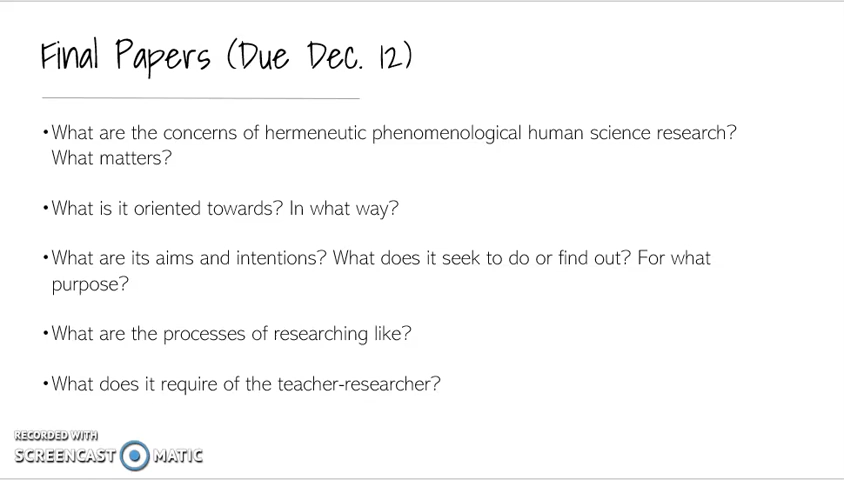 Final Papers (Due Dec. 12)
•What are the concerns of hermeneutic phenomenological human science research?
What matters?
•What is it oriented towards? In what way?
•What are its aims and intentions? What does it seek to do or find out? For what
purpose?
•What are the processes of researching like?
•What does it require of the teacher-researcher?
RECORDED WITH
SCREENCAST MATIC